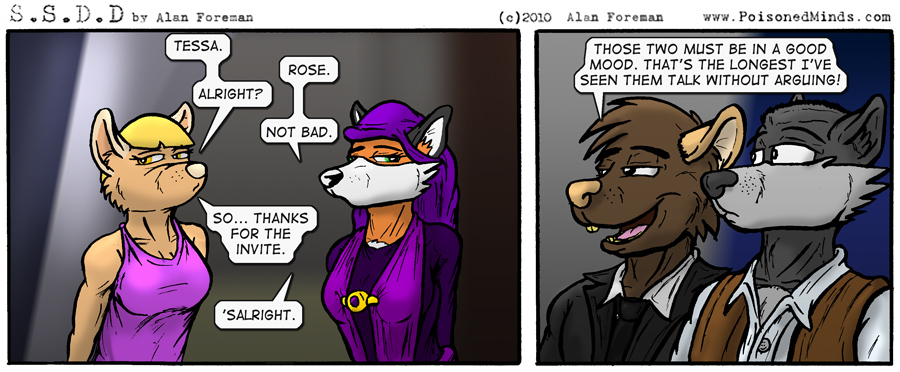 S.S.D.D by Alan Foreman
(c)2010 Alan Foreman www.PoisonedMinds.com
TESSA.
ALRIGHT?
ROSE.
NOT BAD.
SO... THANKS
FOR THE
INVITE.
'SALRIGHT.
THOSE TWO MUST BE IN A GOOD
MOOD. THAT'S THE LONGEST I'VE
SEEN THEM TALK WITHOUT ARGUING!